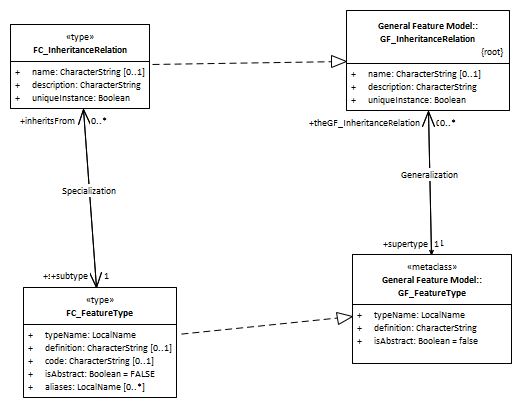 «type»
FC_InheritanceRelation
+ name: CharacterString [0..1]
+ description: CharacterString
+ uniqueInstance: Boolean
General Feature Model::
GF_InheritanceRelation
{root}
+ name: CharacterString [0..1]
+ description: CharacterString
+ uniqueInstance: Boolean
+inheritsFrom 0..*
+theGF_InheritanceRelation 0..*
Specialization
Generalization
+subtype 1
+supertype 1
«type»
FC_FeatureType
+ typeName: LocalName
+ definition: CharacterString [0..1]
+ code: CharacterString [0..1]
+ isAbstract: Boolean = FALSE
+ aliases: LocalName [0..*]
«metaclass»
General Feature Model::
GF_FeatureType
+ typeName: LocalName
+ definition: CharacterString
+ isAbstract: Boolean = false